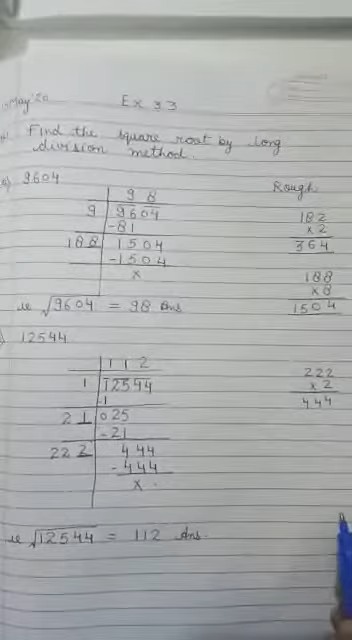 May'20 Ex 3.3
Find the square root by long
division method.
a) 9604 Rough
9 8
9 9604 182
-81 x2
188 1504 364
-1504 188
x x8
ie √9604 = 98 Ans 1504
) 12544
1 1 2
1 12544 222
1 x2
21 025 444
-21
222 444
-444
x
ie √12544 = 112 Ans.